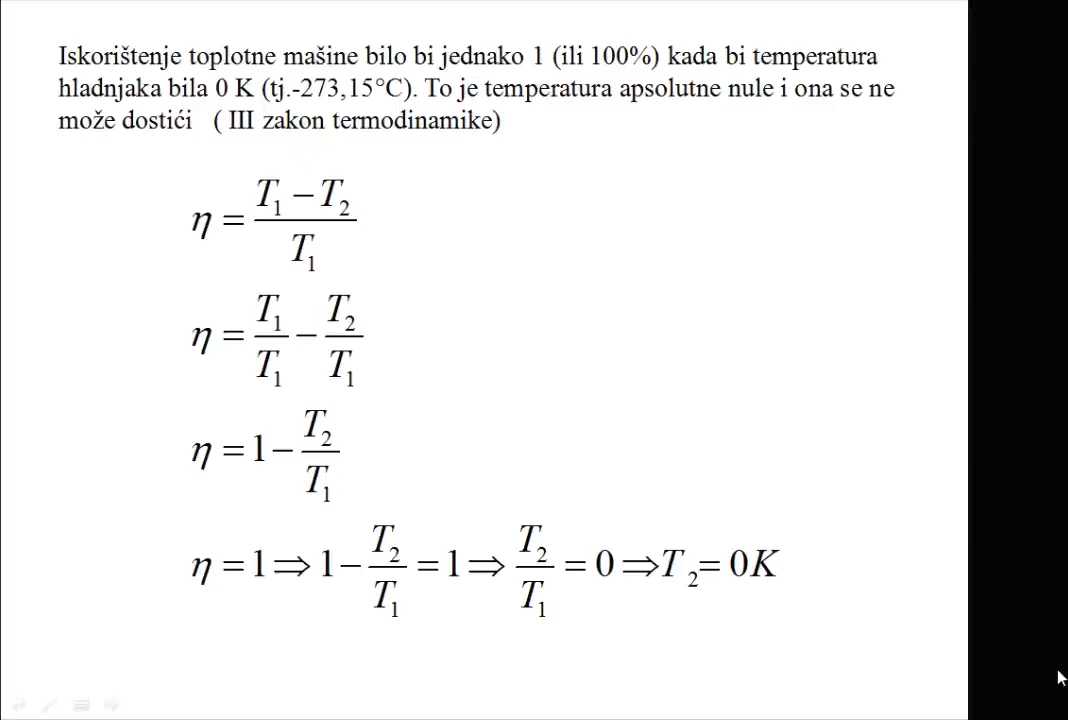 Iskorištenje toplotne mašine bilo bi jednako 1 (ili 100%) kada bi temperatura
hladnjaka bila 0 K (tj.-273,15°C). To je temperatura apsolutne nule i ona se ne
može dostići ( III zakon termodinamike)
η = (T₁ − T₂) / T₁
η = T₁/T₁ − T₂/T₁
η = 1 − T₂/T₁
η = 1 ⇒ 1 − T₂/T₁ = 1 ⇒ T₂/T₁ = 0 ⇒ T₂ = 0K